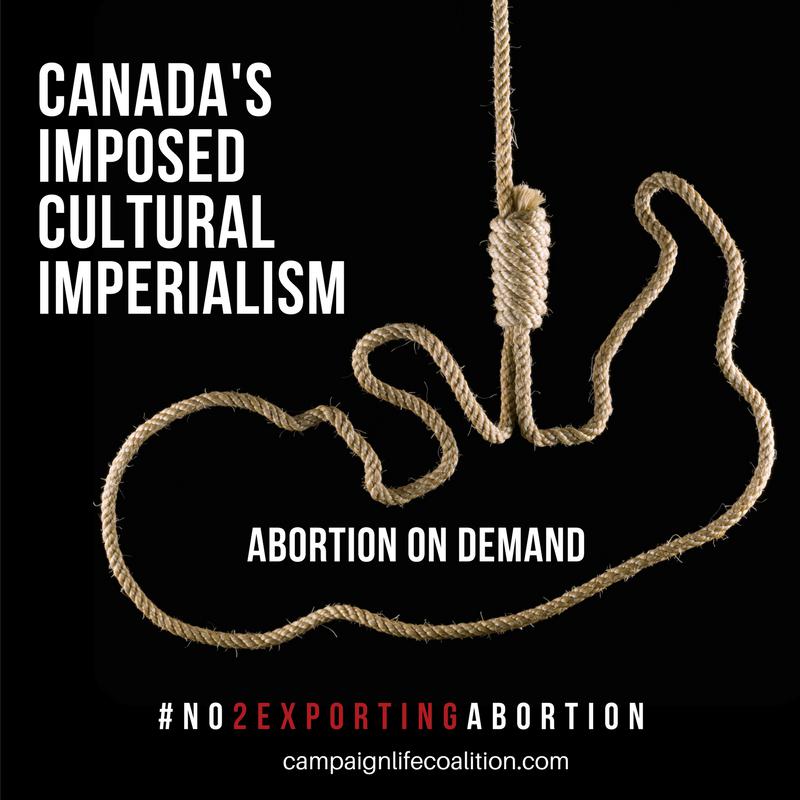 CANADA'S
IMPOSED
CULTURAL
IMPERIALISM
ABORTION ON DEMAND
#NO2EXPORTINGABORTION
campaignlifecoalition.com